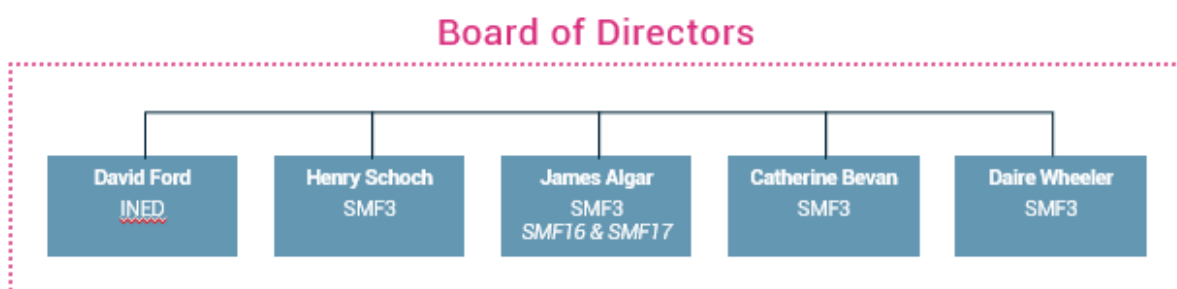 Board of Directors
David Ford
INED
Henry Schoch
SMF3
James Algar
SMF3
SMF16 & SMF17
Catherine Bevan
SMF3
Daire Wheeler
SMF3